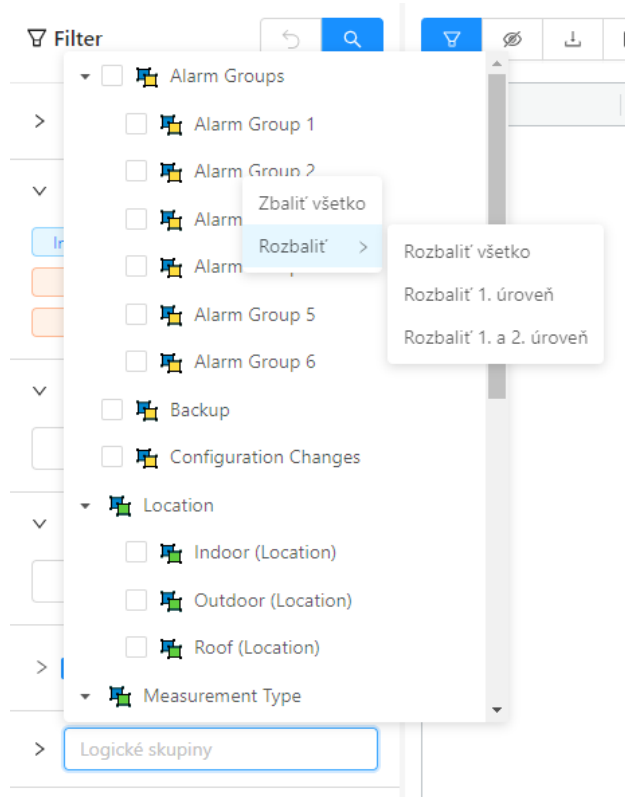 Filter
Alarm Groups
Alarm Group 1
Alarm Group 2
Alarm
Alarm
Alarm Group 5
Alarm Group 6
Zbaliť všetko
Rozbaliť
Rozbaliť všetko
Rozbaliť 1. úroveň
Rozbaliť 1. a 2. úroveň
Backup
Configuration Changes
Location
Indoor (Location)
Outdoor (Location)
Roof (Location)
Measurement Type
Logické skupiny